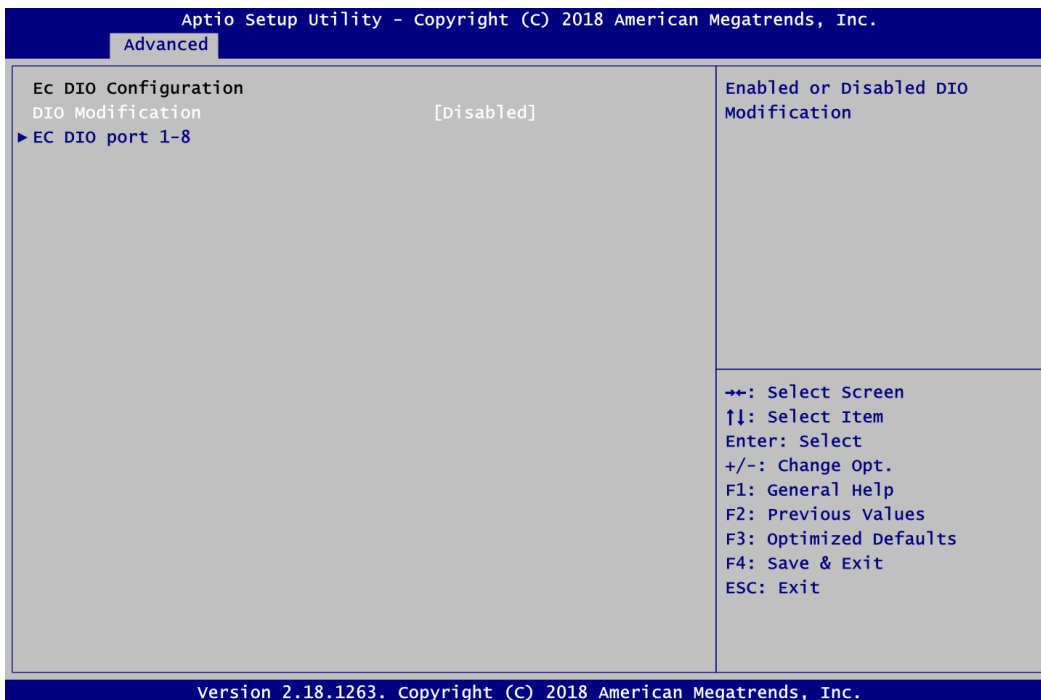 Aptio Setup Utility - Copyright (C) 2018 American Megatrends, Inc.
Advanced
Ec DIO Configuration
DIO Modification [Disabled]
►EC DIO port 1-8
Enabled or Disabled DIO
Modification
→←: Select Screen
↑↓: Select Item
Enter: Select
+/-: Change Opt.
F1: General Help
F2: Previous Values
F3: Optimized Defaults
F4: Save & Exit
ESC: Exit
Version 2.18.1263. Copyright (C) 2018 American Megatrends, Inc.